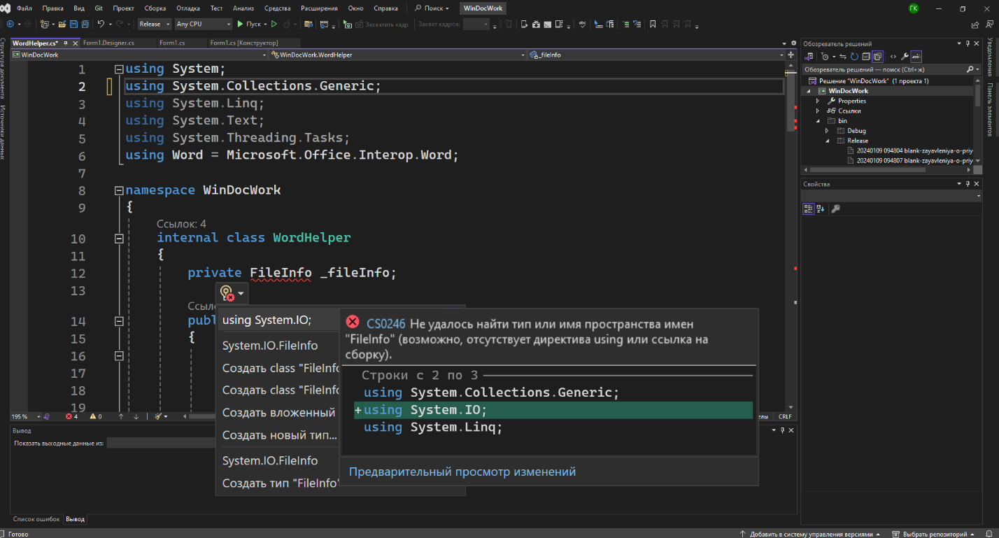 Файл Правка Вид Git Проект Сборка Отладка Тест Анализ Средства Расширения Окно Справка Поиск WinDocWork ГК
Release Any CPU Пуск Захватить кадр Захват кадров:
WordHelper.cs* Form1.Designer.cs Form1.cs Form1.cs [Конструктор]
WinDocWork WinDocWork.WordHelper _fileInfo
Структура документа
Источники данных
1 using System;
2 using System.Collections.Generic;
3 using System.Linq;
4 using System.Text;
5 using System.Threading.Tasks;
6 using Word = Microsoft.Office.Interop.Word;
7
8 namespace WinDocWork
9 {
Ссылок: 4
10 internal class WordHelper
11 {
12 private FileInfo _fileInfo;
13
Ссыл
14 publ
15 {
16
17
18
19
using System.IO;
System.IO.FileInfo
Создать class "FileInfo
Создать class "FileInfo
Создать вложенный
Создать новый тип...
System.IO.FileInfo
Создать тип "FileInfo"
CS0246 Не удалось найти тип или имя пространства имен
"FileInfo" (возможно, отсутствует директива using или ссылка на
сборку).
Строки с 2 по 3
using System.Collections.Generic;
+using System.IO;
using System.Linq;
Предварительный просмотр изменений
195 % 4 0 CRLF
Вывод
Показать выходные данные из:
Список ошибок Вывод
Обозреватель решений
Обозреватель решений — поиск (Ctrl+ж)
Решение "WinDocWork" (1 проекта 1)
WinDocWork
Properties
Ссылки
bin
Debug
Release
20240109 094804 blank-zayavleniya-o-priy
20240109 094807 blank-zayavleniya-o-priy
Свойства
Уведомления
Панель элементов
Готово Добавить в систему управления версиями Выбрать репозиторий